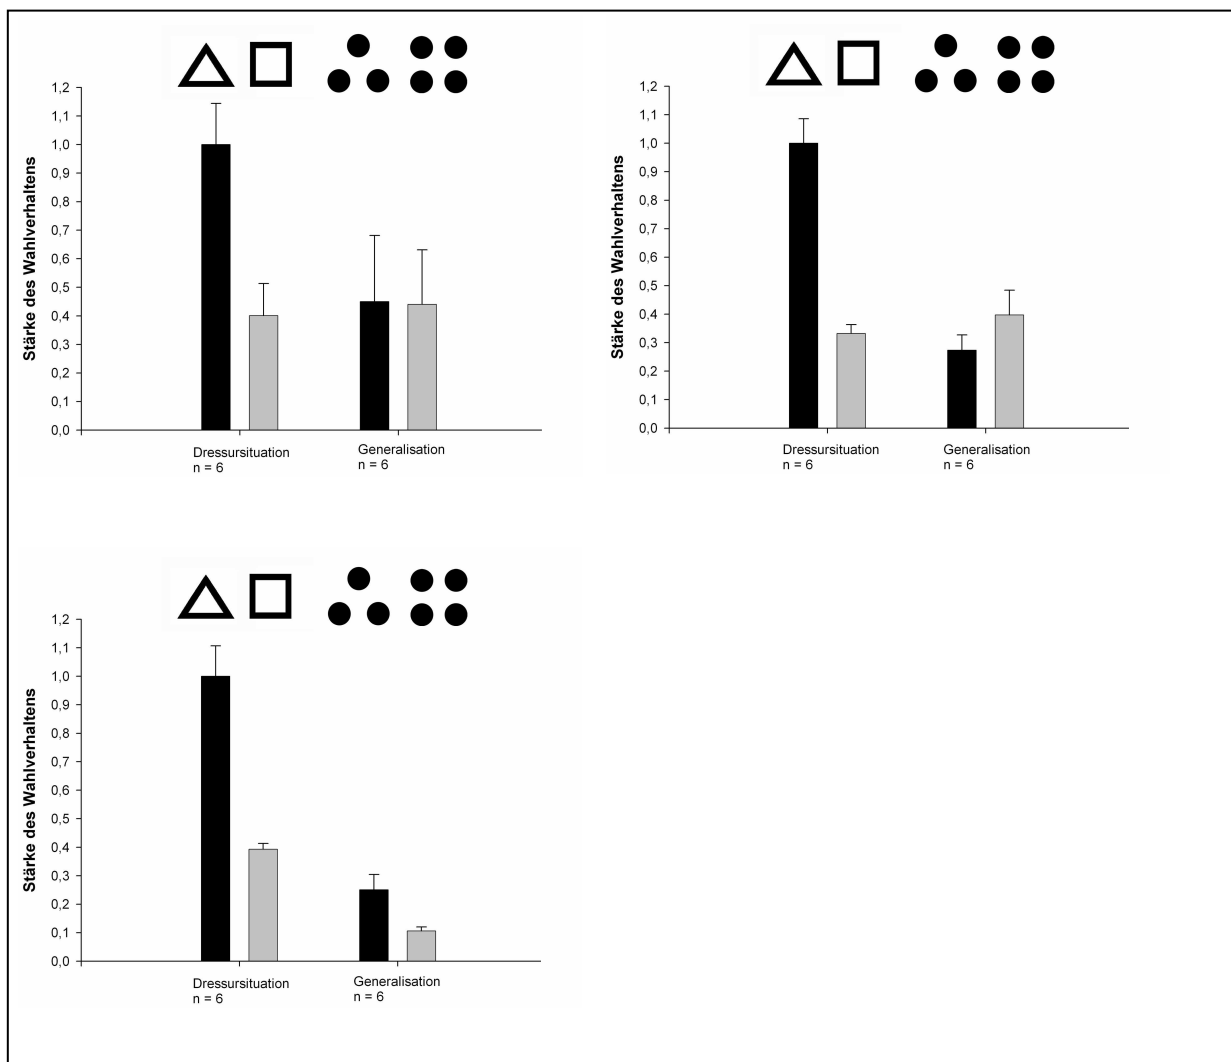 Stärke des Wahlverhaltens
1,2
1,1
1,0
0,9
0,8
0,7
0,6
0,5
0,4
0,3
0,2
0,1
0,0
Dressursituation
n = 6
Generalisation
n = 6
Stärke des Wahlverhaltens
1,2
1,1
1,0
0,9
0,8
0,7
0,6
0,5
0,4
0,3
0,2
0,1
0,0
Dressursituation
n = 6
Generalisation
n = 6
Stärke des Wahlverhaltens
1,2
1,1
1,0
0,9
0,8
0,7
0,6
0,5
0,4
0,3
0,2
0,1
0,0
Dressursituation
n = 6
Generalisation
n = 6